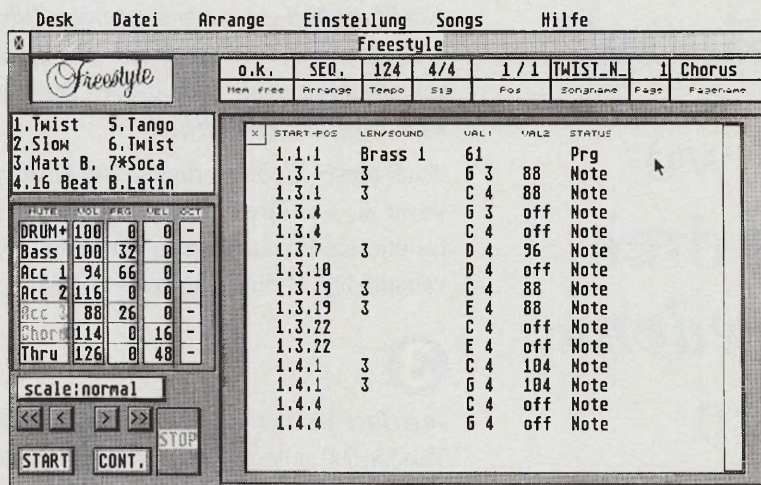 Desk Datei Arrange Einstellung Songs Hilfe
Freestyle
Freestyle
o.k. SEQ. 124 4/4 1/1 TWIST_N_ 1 Chorus
Mem free Arrange Tempo Sig Pos Songname Page Pagename
1.Twist 5.Tango
2.Slow 6.Twist
3.Matt B. 7*Soca
4.16 Beat 8.Latin
MUTE VOL PRG VEL OCT
DRUM+ 100 0 0 -
Bass 100 32 0 -
Acc 1 94 66 0 -
Acc 2 116 0 0 -
Acc 3 88 26 0 -
Chord 114 0 16 -
Thru 126 0 48 -
scale:normal
<< < > >>
STOP
START CONT.
x START-POS LEN/SOUND VAL1 VAL2 STATUS
1.1.1 Brass 1 61 Prg
1.3.1 3 G 3 88 Note
1.3.1 3 C 4 88 Note
1.3.4 G 3 off Note
1.3.4 C 4 off Note
1.3.7 3 D 4 96 Note
1.3.10 D 4 off Note
1.3.19 3 C 4 88 Note
1.3.19 3 E 4 88 Note
1.3.22 C 4 off Note
1.3.22 E 4 off Note
1.4.1 3 C 4 104 Note
1.4.1 3 G 4 104 Note
1.4.4 C 4 off Note
1.4.4 G 4 off Note